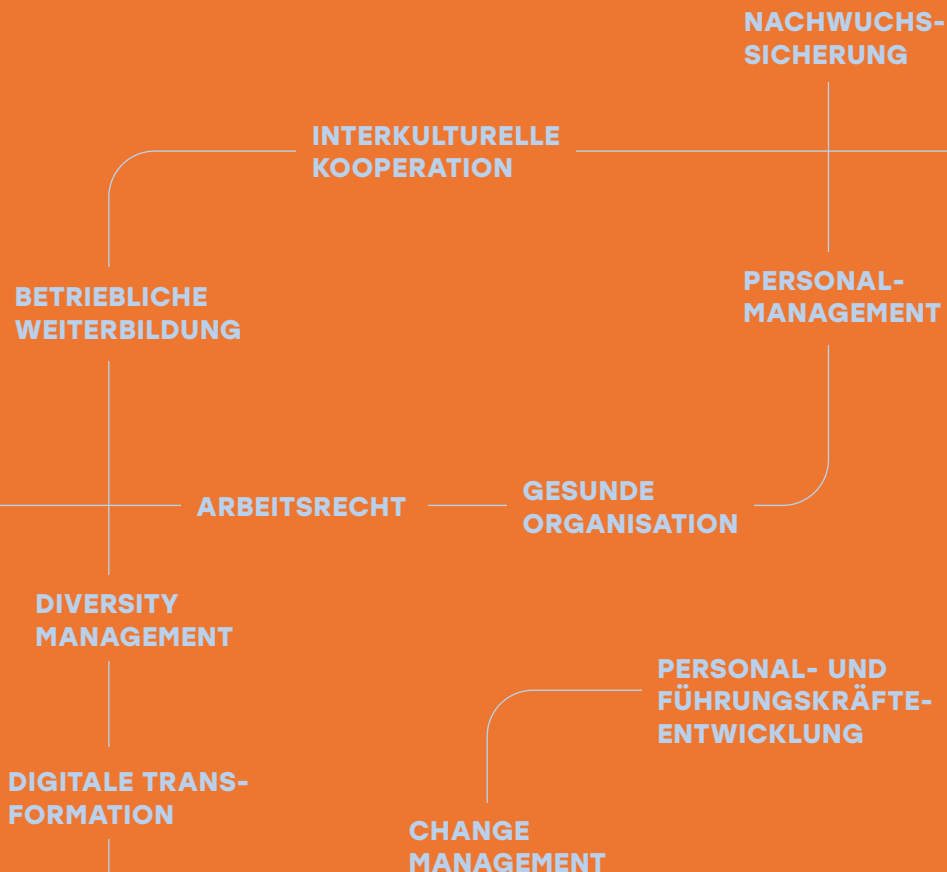 NACHWUCHS-
SICHERUNG
INTERKULTURELLE
KOOPERATION
BETRIEBLICHE
WEITERBILDUNG
PERSONAL-
MANAGEMENT
ARBEITSRECHT
GESUNDE
ORGANISATION
DIVERSITY
MANAGEMENT
PERSONAL- UND
FÜHRUNGSKRÄFTE-
ENTWICKLUNG
DIGITALE TRANS-
FORMATION
CHANGE
MANAGEMENT